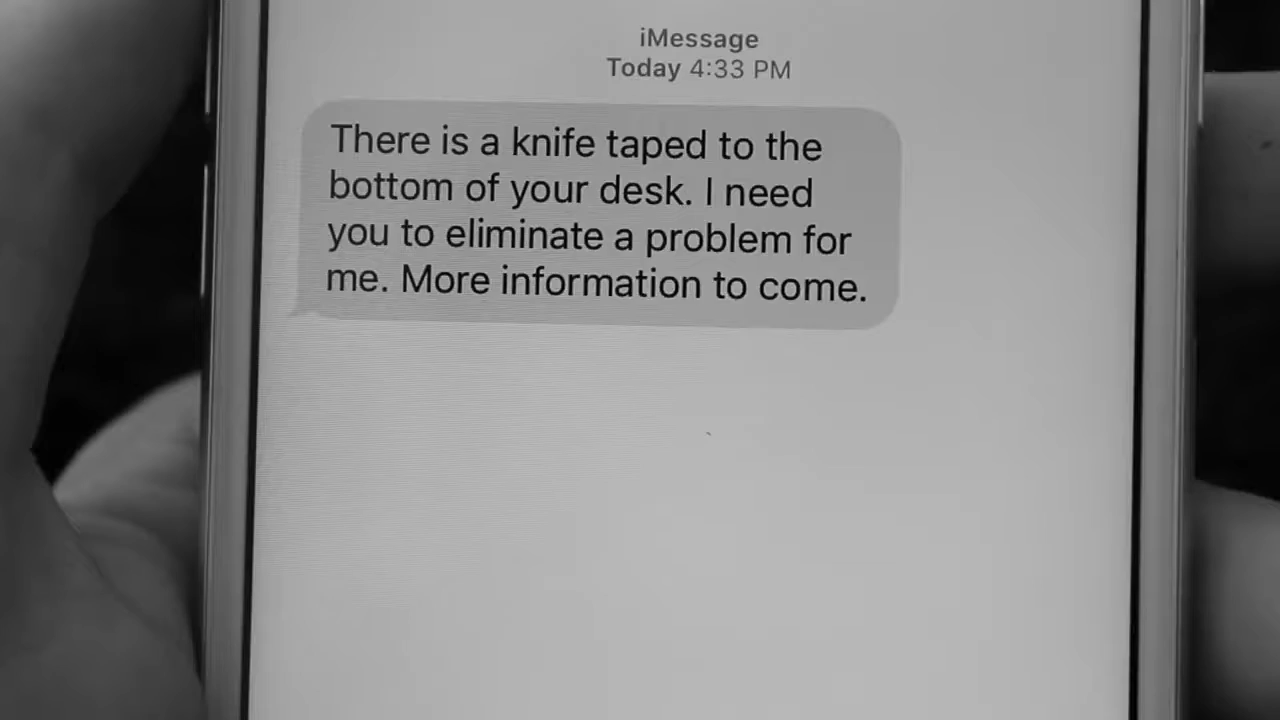 iMessage
Today 4:33 PM
There is a knife taped to the
bottom of your desk. I need
you to eliminate a problem for
me. More information to come.